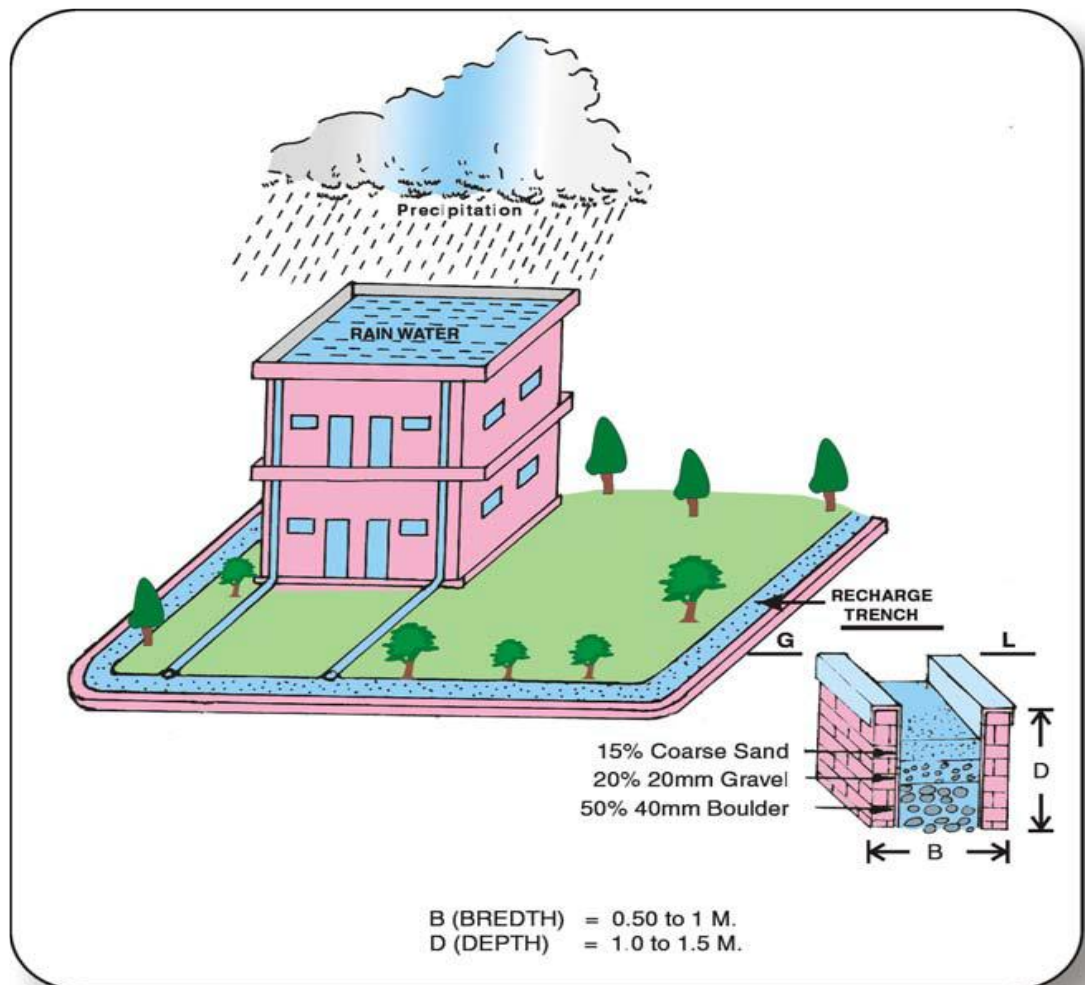 Precipitation
RAIN WATER
RECHARGE
TRENCH
G
L
15% Coarse Sand
20% 20mm Gravel
50% 40mm Boulder
D
B
B (BREDTH) = 0.50 to 1 M.
D (DEPTH) = 1.0 to 1.5 M.